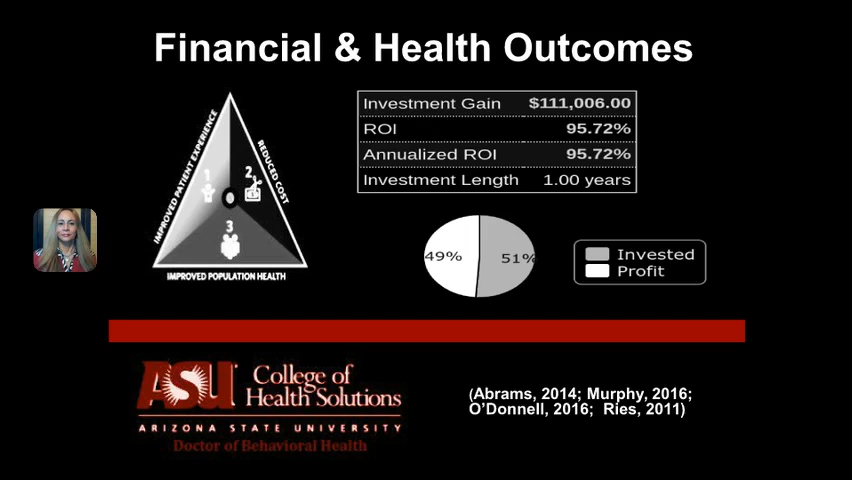 Financial & Health Outcomes
IMPROVED PATIENT EXPERIENCE
REDUCED COST
1
2
3
IMPROVED POPULATION HEALTH
Investment Gain $111,006.00
ROI 95.72%
Annualized ROI 95.72%
Investment Length 1.00 years
49% 51%
Invested
Profit
ASU College of
Health Solutions
ARIZONA STATE UNIVERSITY
Doctor of Behavioral Health
(Abrams, 2014; Murphy, 2016;
O'Donnell, 2016;  Ries, 2011)